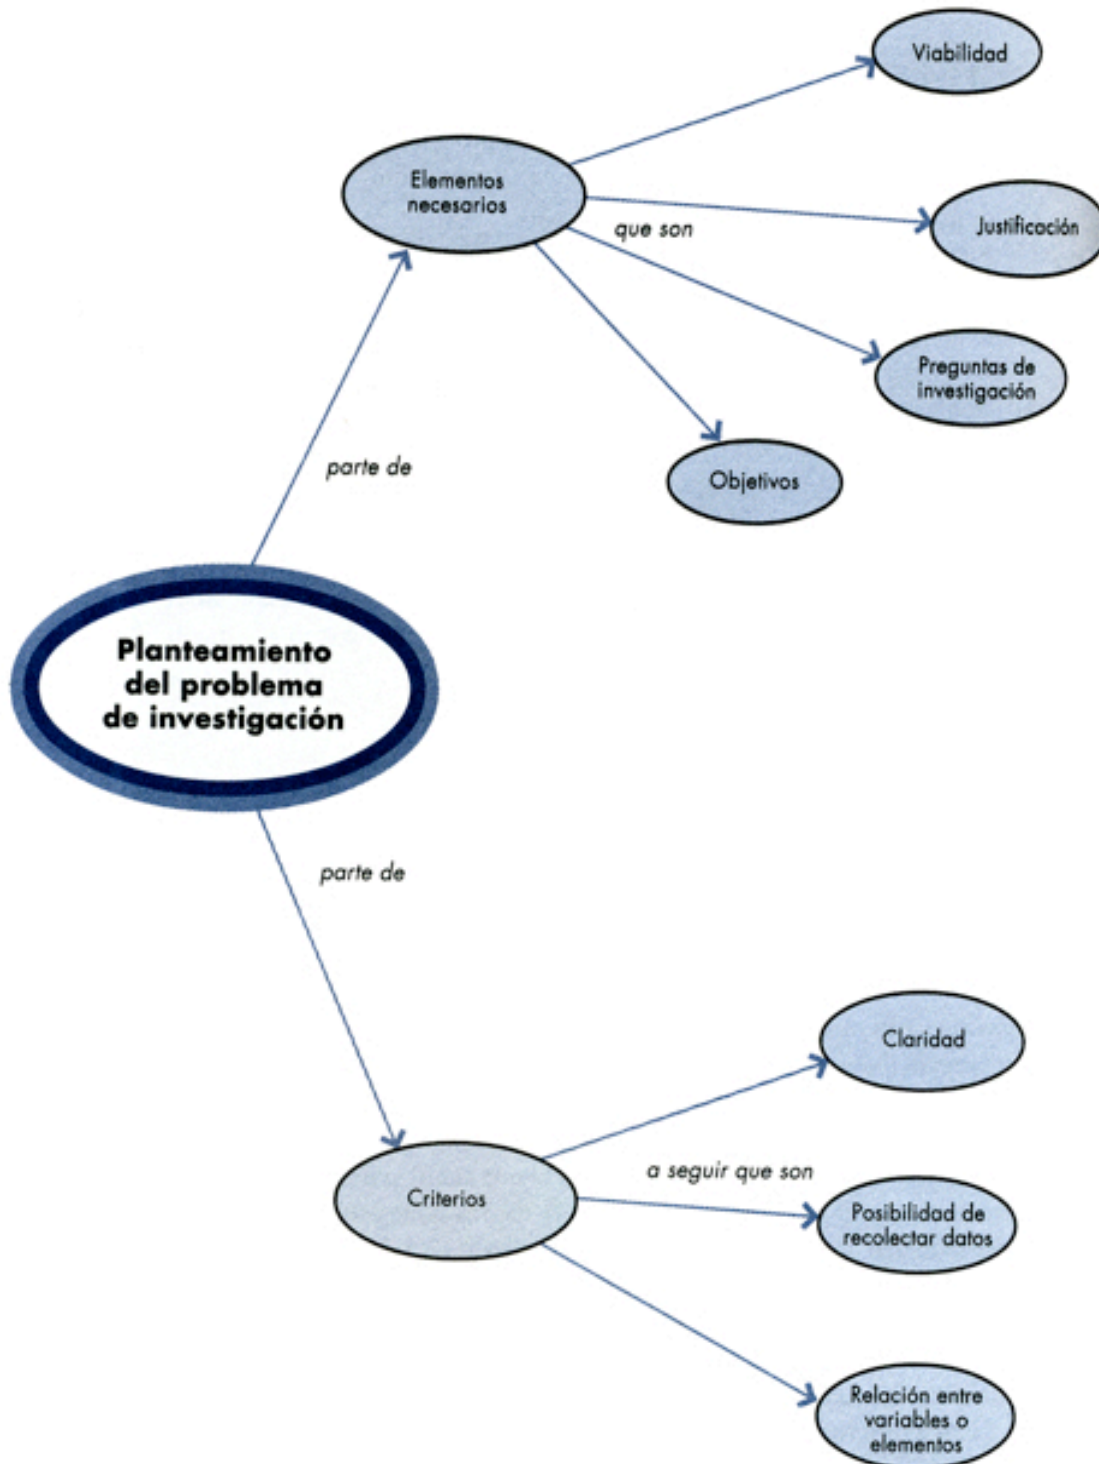 Viabilidad
Elementos
necesarios
que son
Justificación
Preguntas de
investigación
parte de
Objetivos
Planteamiento
del problema
de investigación
parte de
Claridad
Criterios
a seguir que son
Posibilidad de
recolectar datos
Relación entre
variables o
elementos